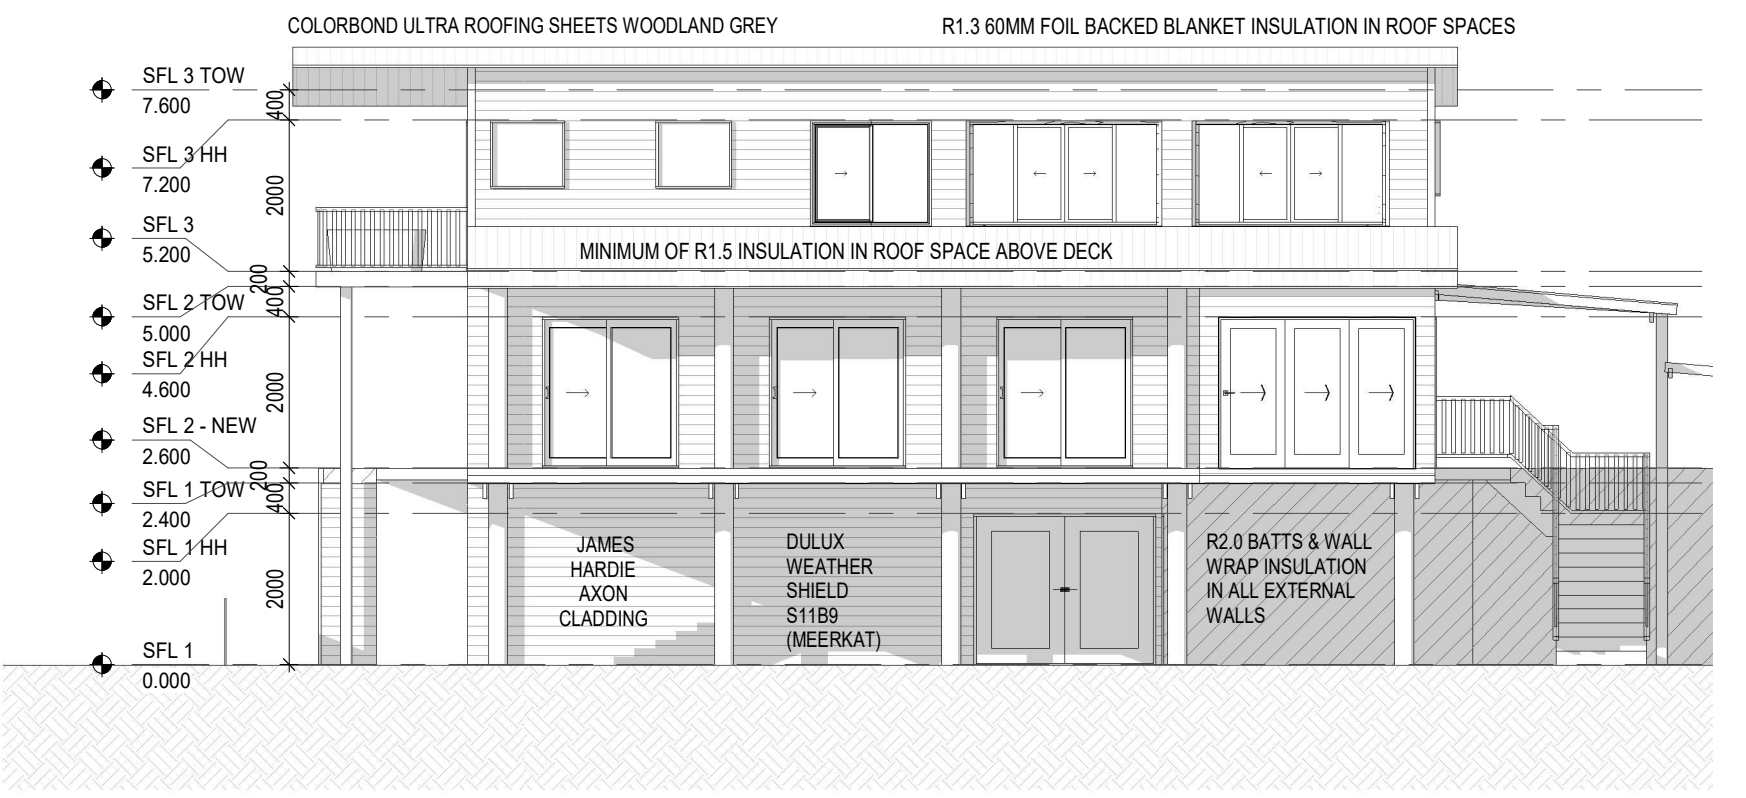 COLORBOND ULTRA ROOFING SHEETS WOODLAND GREY
R1.3 60MM FOIL BACKED BLANKET INSULATION IN ROOF SPACES
SFL 3 TOW
7.600
400
SFL 3 HH
7.200
2000
SFL 3
5.200
MINIMUM OF R1.5 INSULATION IN ROOF SPACE ABOVE DECK
200
SFL 2 TOW
5.000
400
SFL 2 HH
4.600
2000
SFL 2 - NEW
2.600
200
SFL 1 TOW
2.400
400
SFL 1 HH
2.000
2000
JAMES
HARDIE
AXON
CLADDING
DULUX
WEATHER
SHIELD
S11B9
(MEERKAT)
R2.0 BATTS & WALL
WRAP INSULATION
IN ALL EXTERNAL
WALLS
SFL 1
0.000